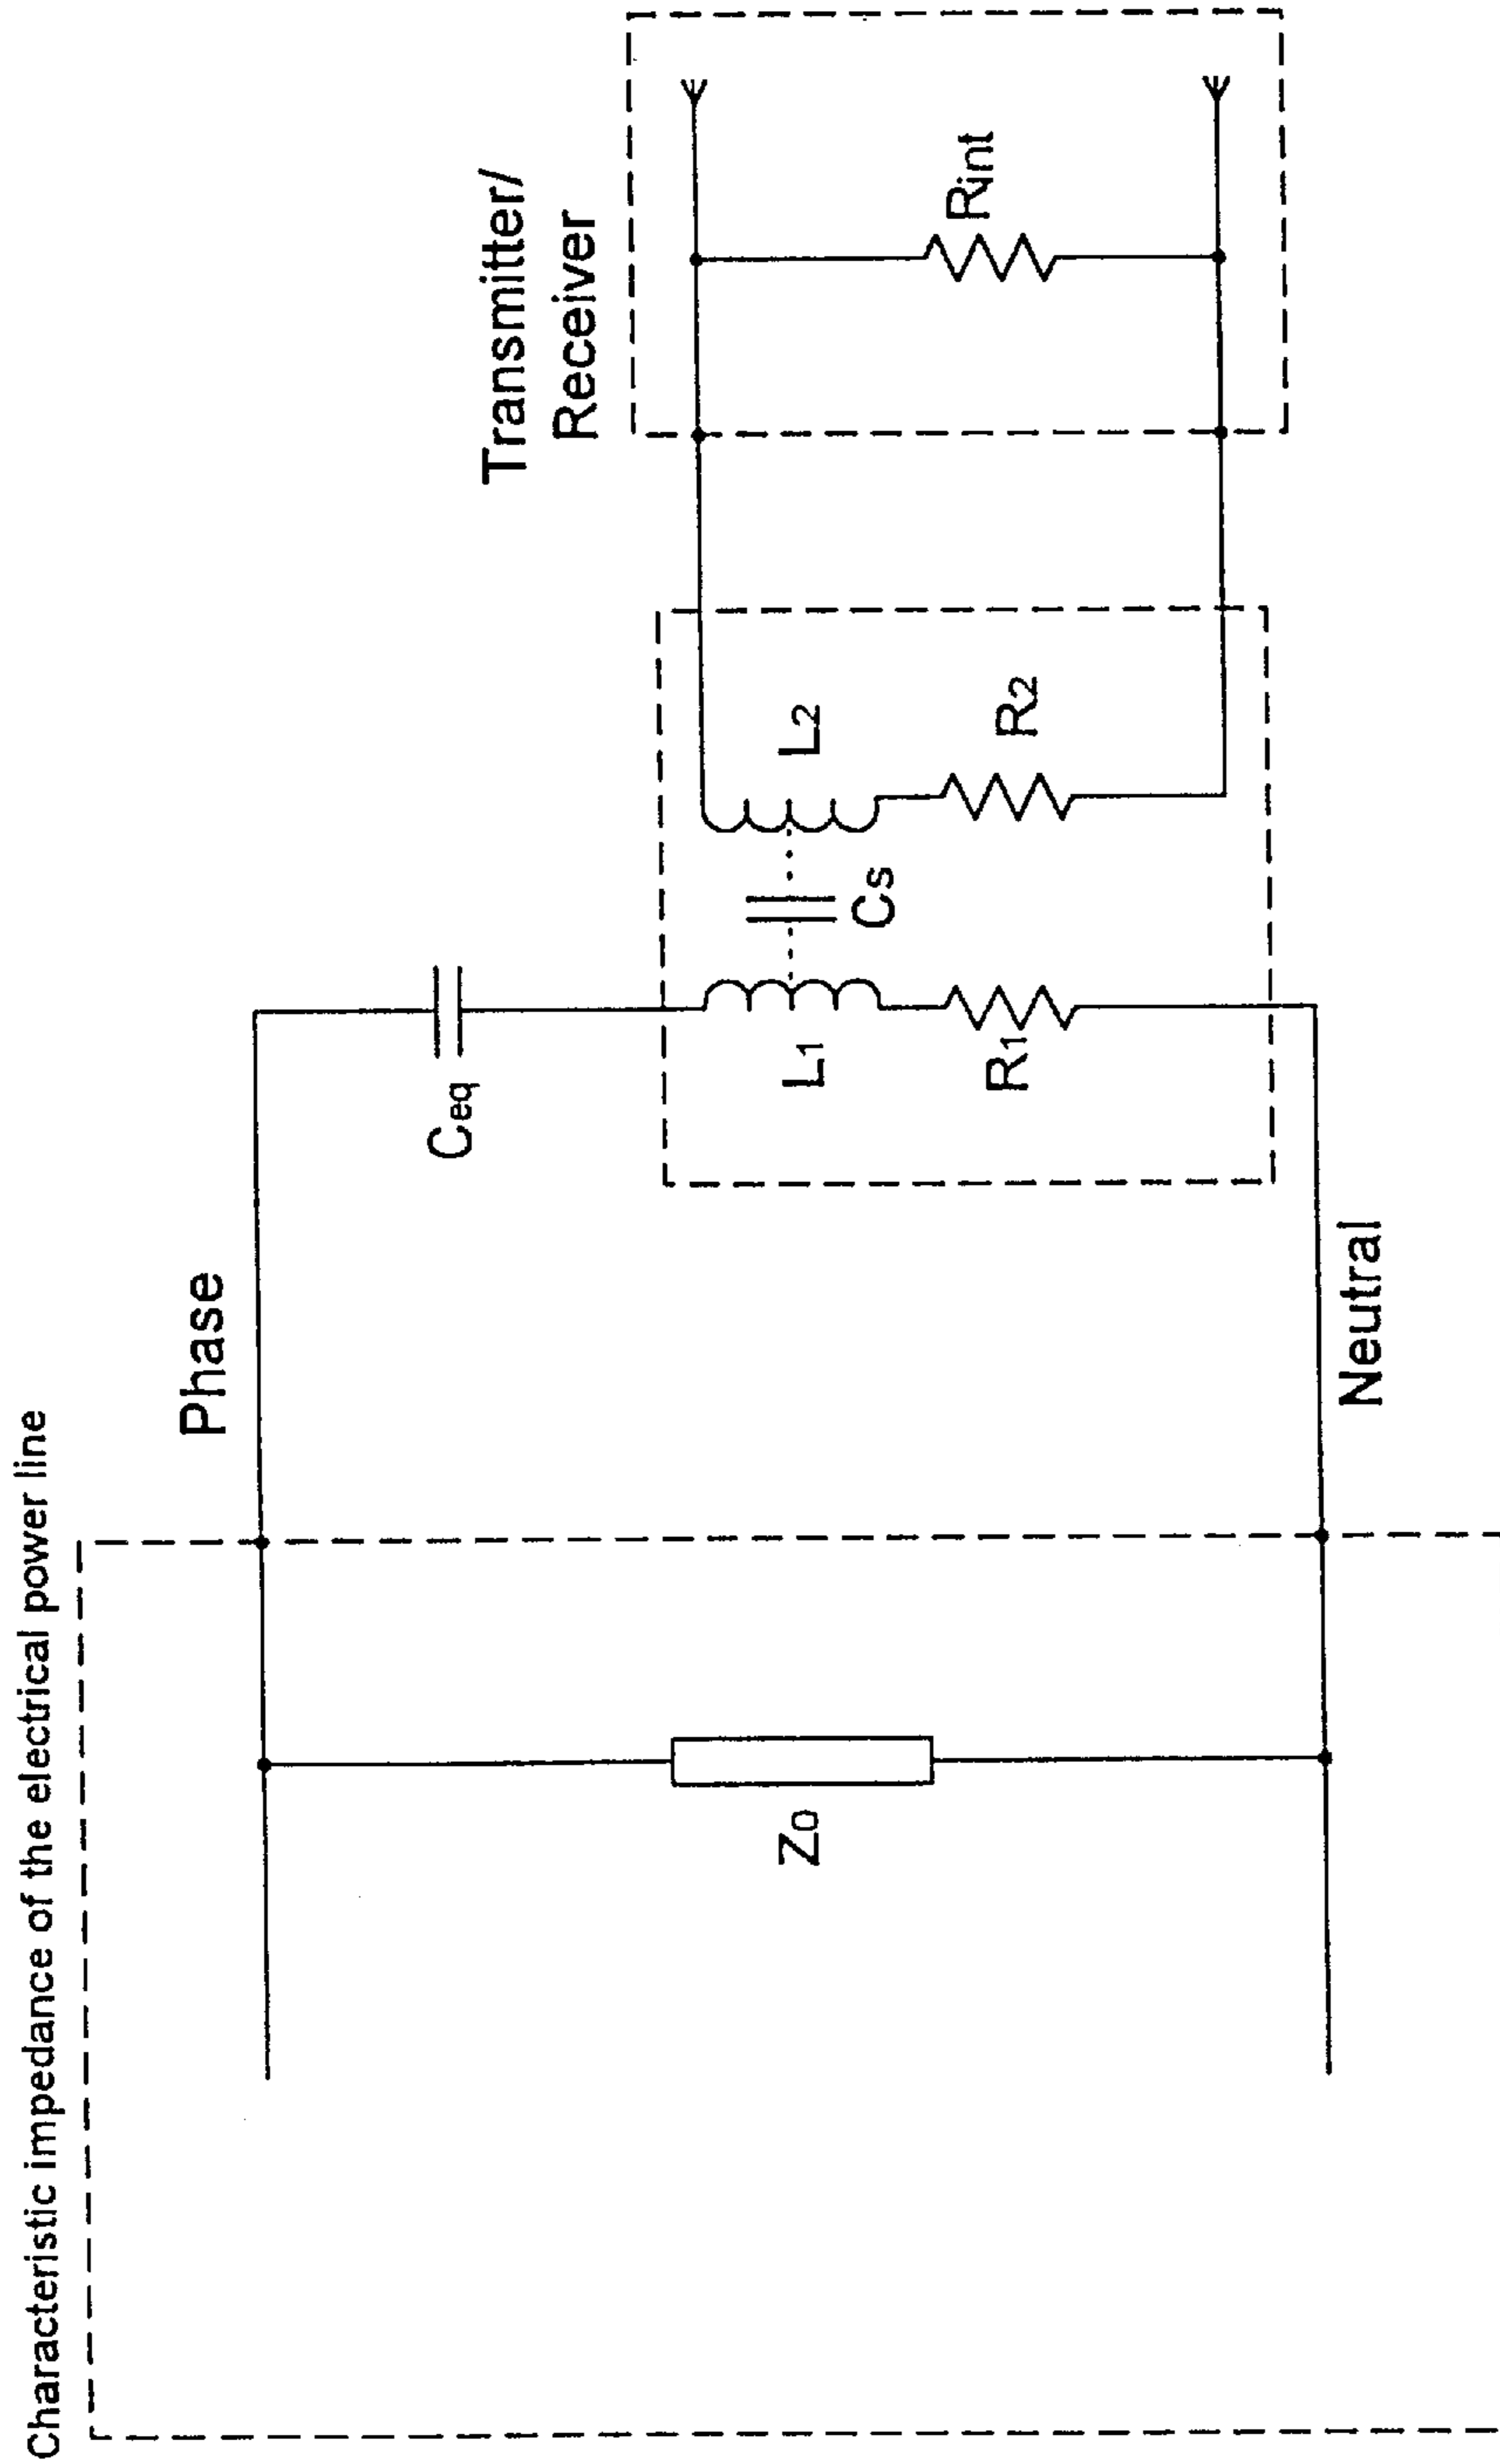 Characteristic impedance of the electrical power line
Phase
Neutral
Transmitter/
Receiver
Z0
Ceq
L1
R1
Cs
L2
R2
Rint